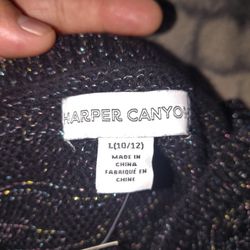 HARPER CANYON
L(10/12)
MADE IN
CHINA
FABRIQUÉ EN
CHINE